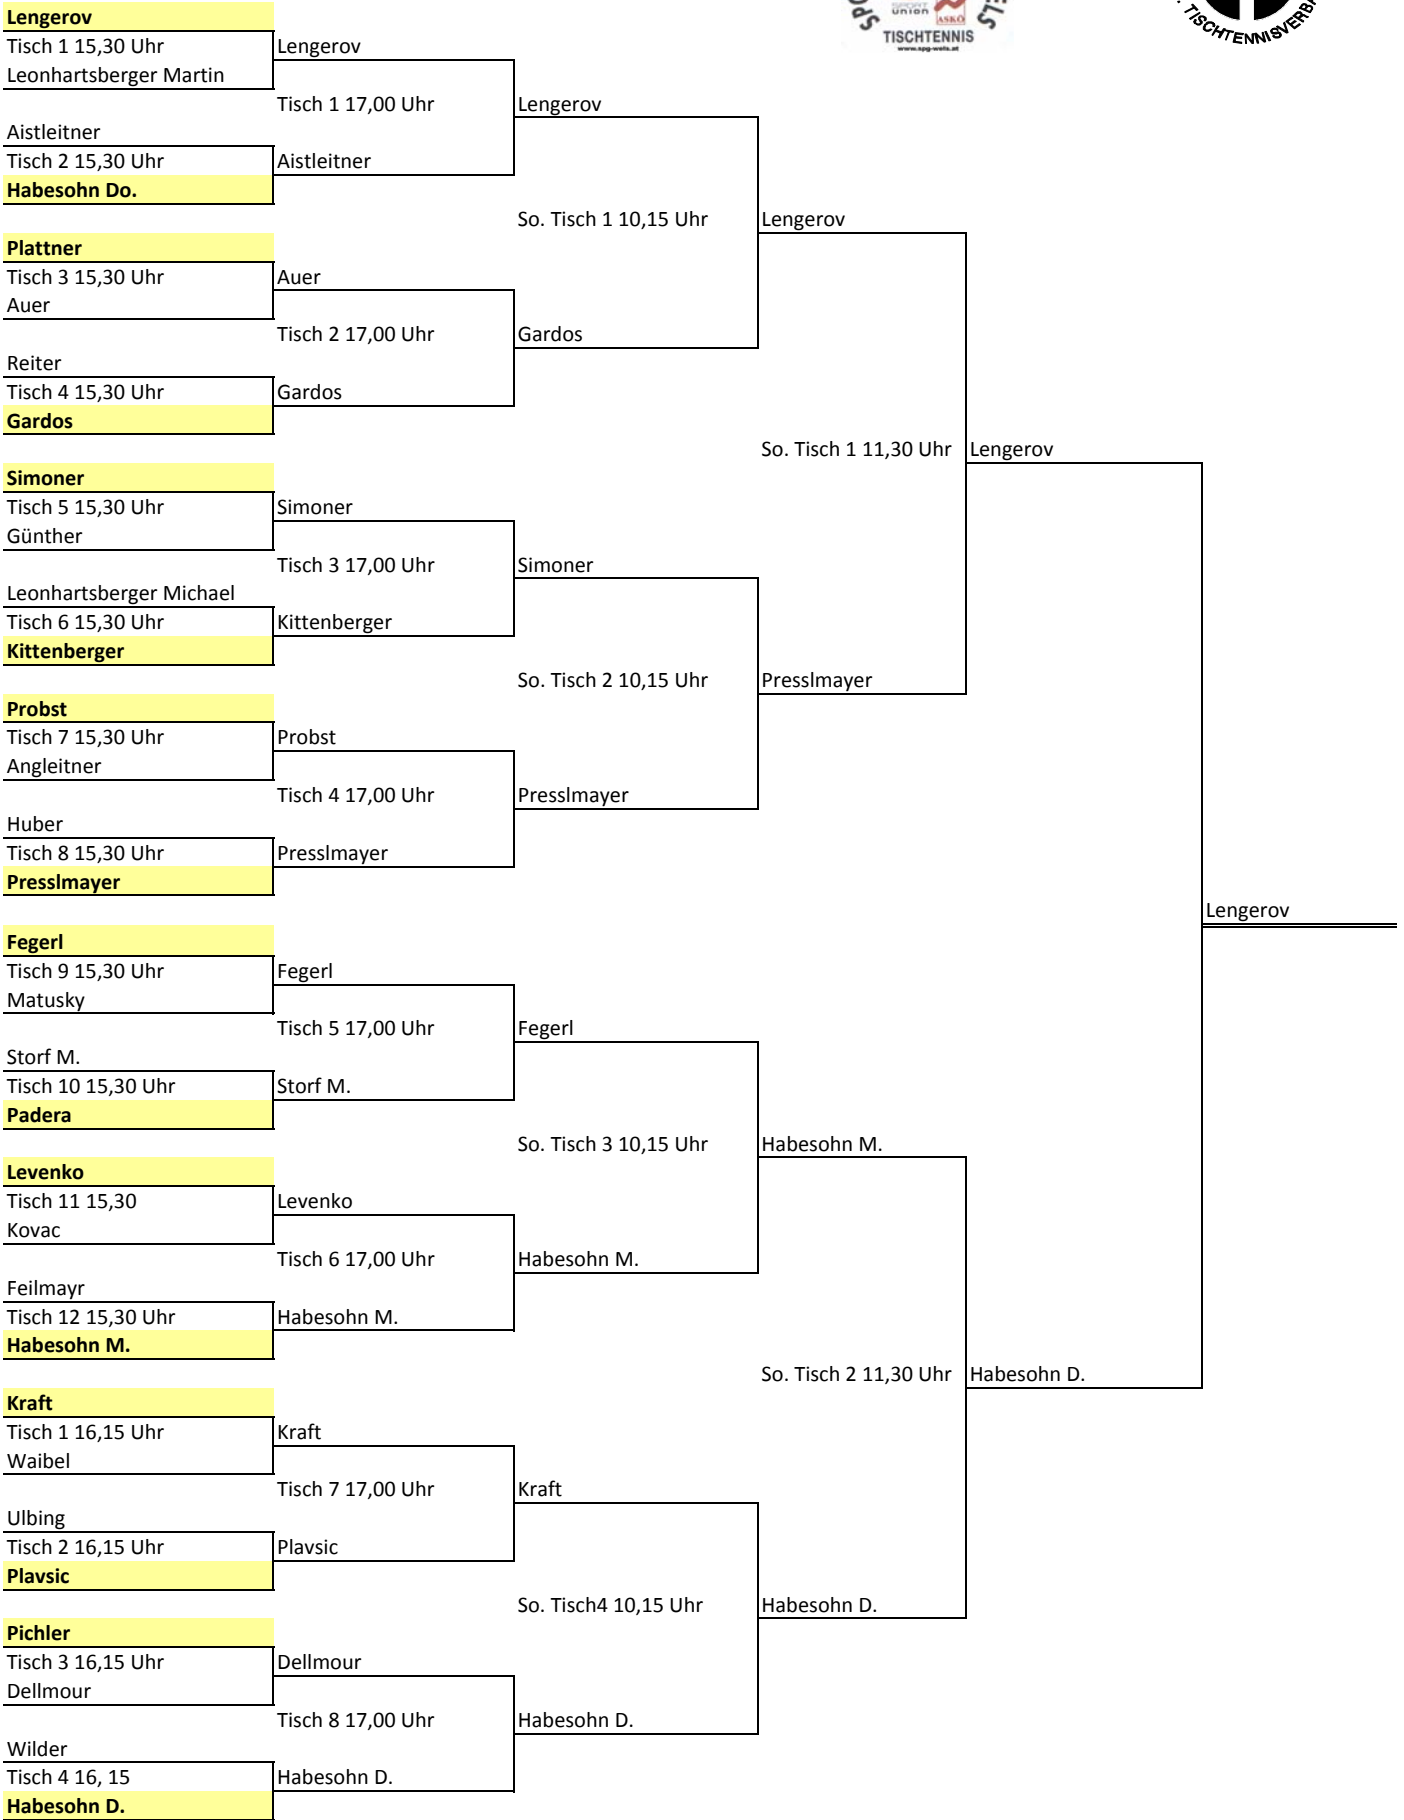 SPORT
UNION
ASKÖ
TISCHTENNIS
www.spg-wels.at
TISCHTENNISVERB
Lengerov
Tisch 1 15,30 Uhr
Lengerov
Leonhartsberger Martin
Tisch 1 17,00 Uhr
Lengerov
Aistleitner
Tisch 2 15,30 Uhr
Aistleitner
Habesohn Do.
So. Tisch 1 10,15 Uhr
Lengerov
Plattner
Tisch 3 15,30 Uhr
Auer
Auer
Tisch 2 17,00 Uhr
Gardos
Reiter
Tisch 4 15,30 Uhr
Gardos
Gardos
So. Tisch 1 11,30 Uhr
Lengerov
Simoner
Tisch 5 15,30 Uhr
Simoner
Günther
Tisch 3 17,00 Uhr
Simoner
Leonhartsberger Michael
Tisch 6 15,30 Uhr
Kittenberger
Kittenberger
So. Tisch 2 10,15 Uhr
Presslmayer
Probst
Tisch 7 15,30 Uhr
Probst
Angleitner
Tisch 4 17,00 Uhr
Presslmayer
Huber
Tisch 8 15,30 Uhr
Presslmayer
Presslmayer
Lengerov
Fegerl
Tisch 9 15,30 Uhr
Fegerl
Matusky
Tisch 5 17,00 Uhr
Fegerl
Storf M.
Tisch 10 15,30 Uhr
Storf M.
Padera
So. Tisch 3 10,15 Uhr
Habesohn M.
Levenko
Tisch 11 15,30
Levenko
Kovac
Tisch 6 17,00 Uhr
Habesohn M.
Feilmayr
Tisch 12 15,30 Uhr
Habesohn M.
Habesohn M.
So. Tisch 2 11,30 Uhr
Habesohn D.
Kraft
Tisch 1 16,15 Uhr
Kraft
Waibel
Tisch 7 17,00 Uhr
Kraft
Ulbing
Tisch 2 16,15 Uhr
Plavsic
Plavsic
So. Tisch4 10,15 Uhr
Habesohn D.
Pichler
Tisch 3 16,15 Uhr
Dellmour
Dellmour
Tisch 8 17,00 Uhr
Habesohn D.
Wilder
Tisch 4 16, 15
Habesohn D.
Habesohn D.